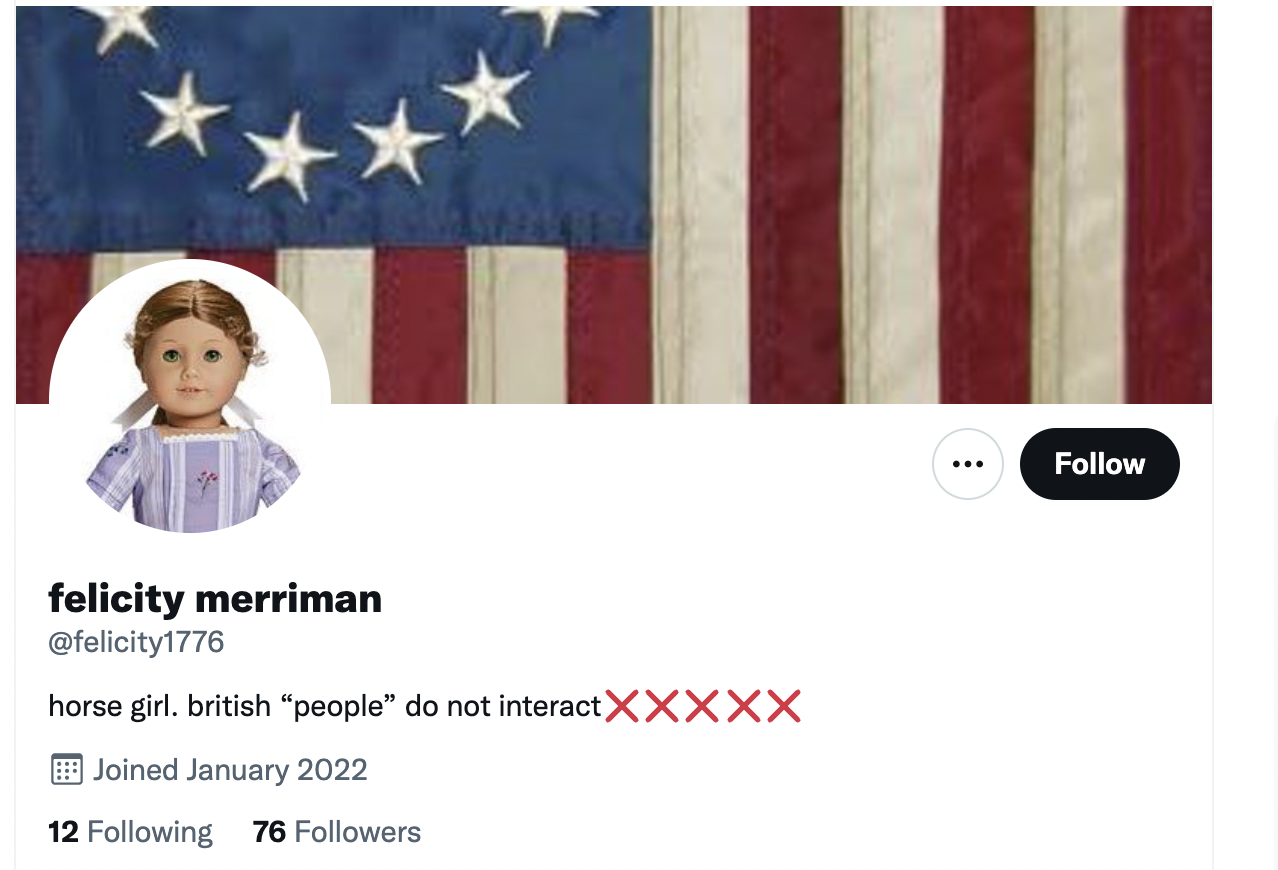 Follow
felicity merriman
@felicity1776
horse girl. british “people” do not interact❌❌❌❌❌
Joined January 2022
12 Following 76 Followers